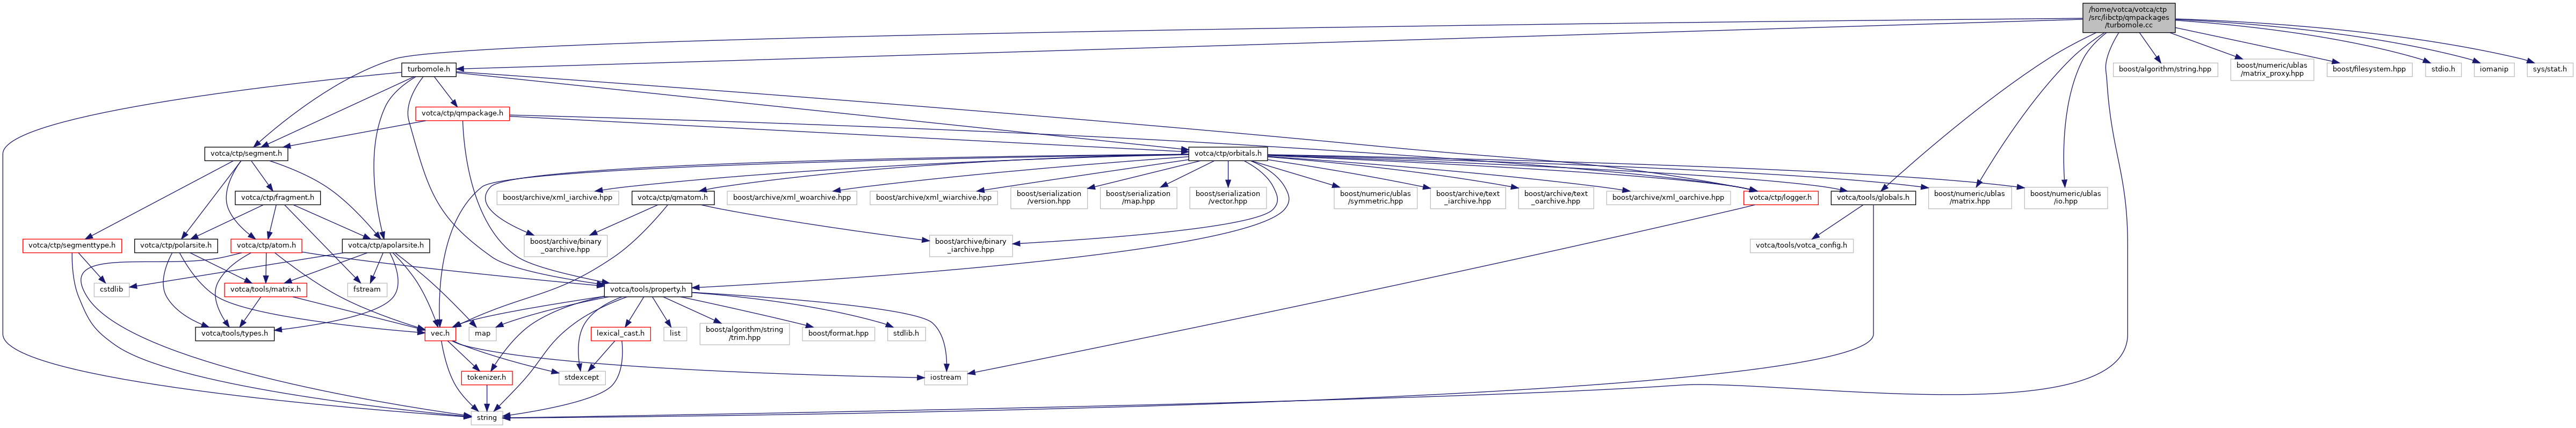 /home/votca/votca/ctp
/src/libctp/qmpackages
/turbomole.cc
turbomole.h
boost/algorithm/string.hpp
boost/numeric/ublas
/matrix_proxy.hpp
boost/filesystem.hpp
stdio.h
iomanip
sys/stat.h
votca/ctp/qmpackage.h
votca/ctp/segment.h
votca/ctp/orbitals.h
votca/ctp/fragment.h
boost/archive/xml_iarchive.hpp
votca/ctp/qmatom.h
boost/archive/xml_woarchive.hpp
boost/archive/xml_wiarchive.hpp
boost/serialization
/version.hpp
boost/serialization
/map.hpp
boost/serialization
/vector.hpp
boost/numeric/ublas
/symmetric.hpp
boost/archive/text
_iarchive.hpp
boost/archive/text
_oarchive.hpp
boost/archive/xml_oarchive.hpp
votca/ctp/logger.h
votca/tools/globals.h
boost/numeric/ublas
/matrix.hpp
boost/numeric/ublas
/io.hpp
votca/ctp/segmenttype.h
votca/ctp/polarsite.h
votca/ctp/atom.h
votca/ctp/apolarsite.h
boost/archive/binary
_oarchive.hpp
boost/archive/binary
_iarchive.hpp
votca/tools/votca_config.h
cstdlib
votca/tools/matrix.h
fstream
votca/tools/property.h
votca/tools/types.h
vec.h
map
lexical_cast.h
list
boost/algorithm/string
/trim.hpp
boost/format.hpp
stdlib.h
tokenizer.h
stdexcept
iostream
string